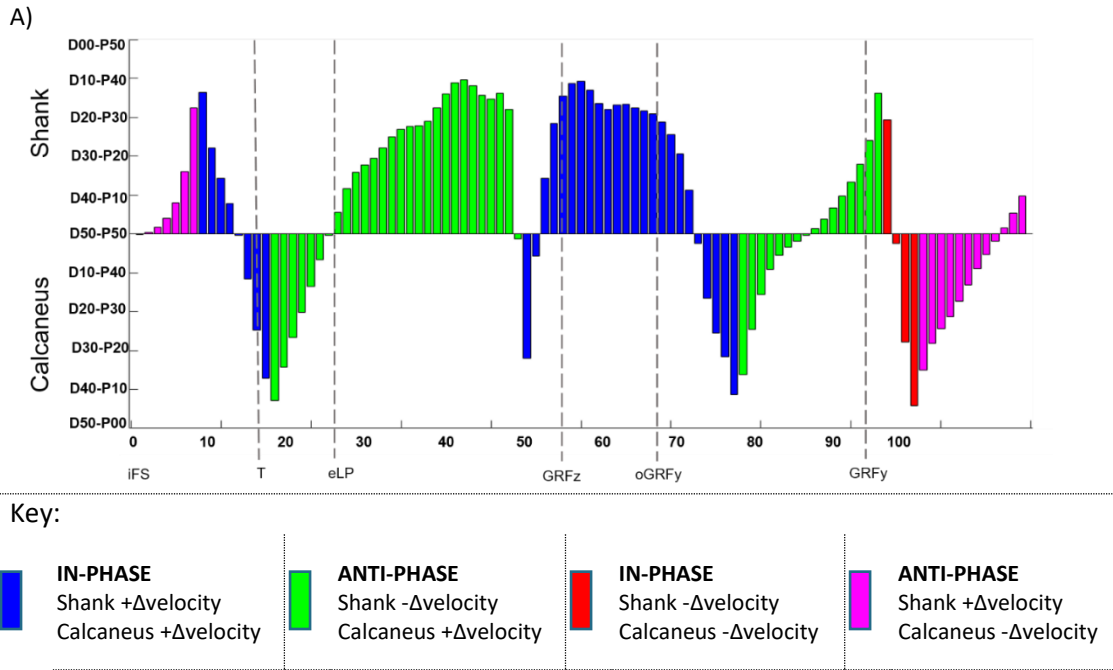 A)
Shank
Calcaneus
D00-P50
D10-P40
D20-P30
D30-P20
D40-P10
D50-P50
D10-P40
D20-P30
D30-P20
D40-P10
D50-P00
0 10 20 30 40 50 60 70 80 90 100
iFS T eLP GRFz oGRFy GRFy
Key:
IN-PHASE
Shank +Δvelocity
Calcaneus +Δvelocity
ANTI-PHASE
Shank -Δvelocity
Calcaneus +Δvelocity
IN-PHASE
Shank -Δvelocity
Calcaneus -Δvelocity
ANTI-PHASE
Shank +Δvelocity
Calcaneus -Δvelocity